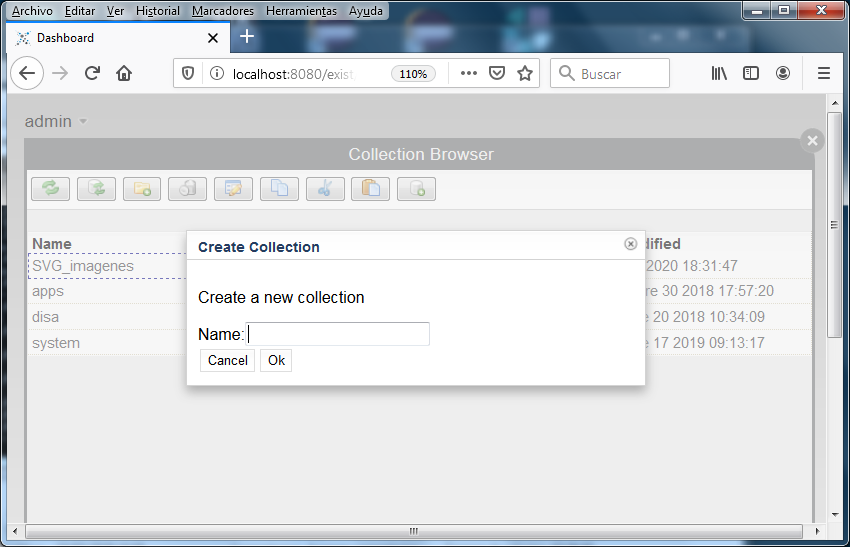 Archivo Editar Ver Historial Marcadores Herramientas Ayuda
Dashboard
localhost:8080/exist 110% Buscar
admin
Collection Browser
Name dified
SVG_imagenes 2020 18:31:47
apps re 30 2018 17:57:20
disa 20 2018 10:34:09
system 17 2019 09:13:17
Create Collection
Create a new collection
Name:
Cancel Ok